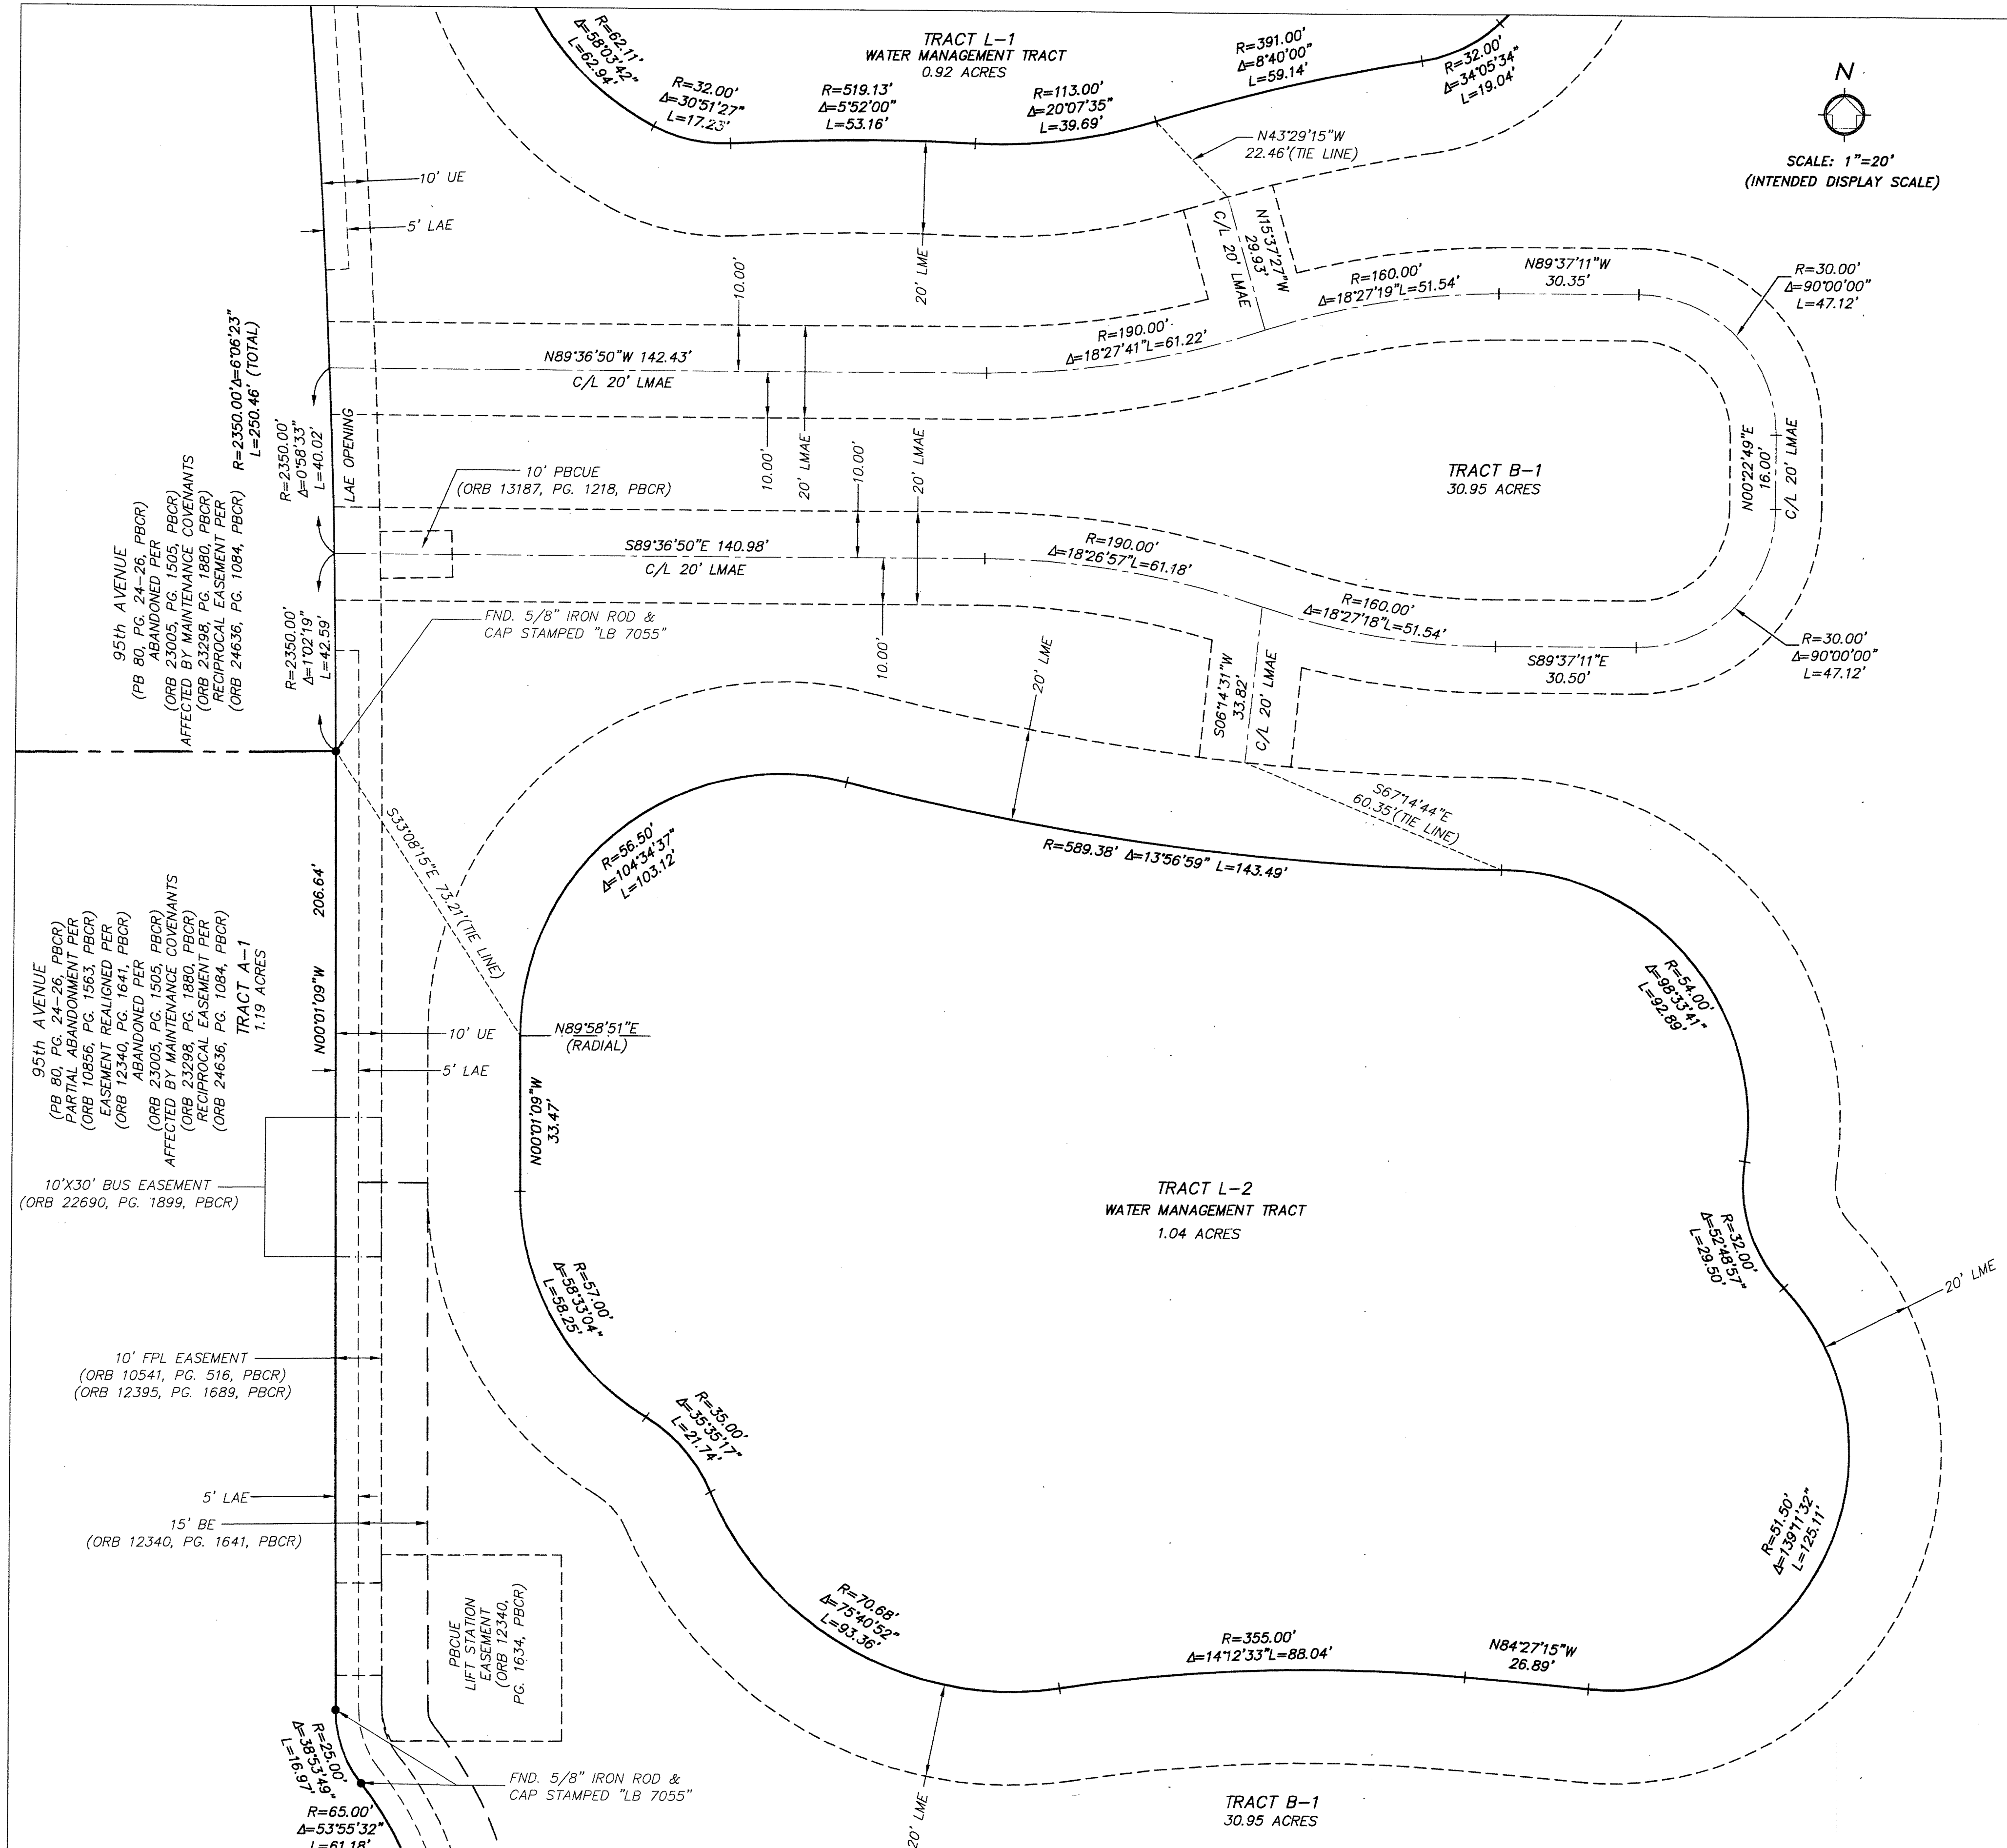 R=62.11'
Δ=58°03'42"
L=62.94'
R=32.00'
Δ=30°51'27"
L=17.23'
TRACT L-1
WATER MANAGEMENT TRACT
0.92 ACRES
R=519.13'
Δ=5°52'00"
L=53.16'
R=113.00'
Δ=20°07'35"
L=39.69'
R=391.00'
Δ=8°40'00"
L=59.14'
R=32.00'
Δ=34°05'34"
L=19.04'
N
SCALE: 1"=20'
(INTENDED DISPLAY SCALE)
N43°29'15"W
22.46'(TIE LINE)
10' UE
5' LAE
20' LME
N15°37'27"W
29.93'
C/L 20' LMAE
10.00'
R=160.00'
Δ=18°27'19"L=51.54'
N89°37'11"W
30.35'
R=30.00'
Δ=90°00'00"
L=47.12'
R=190.00'
Δ=18°27'41"L=61.22'
N89°36'50"W 142.43'
C/L 20' LMAE
R=2350.00'Δ=6°06'23"
L=250.46' (TOTAL)
R=2350.00'
Δ=0°58'33"
L=40.02'
LAE OPENING
10.00'
20' LMAE
10.00'
20' LMAE
10' PBCUE
(ORB 13187, PG. 1218, PBCR)
TRACT B-1
30.95 ACRES
N00°22'49"E
16.00'
C/L 20' LMAE
S89°36'50"E 140.98'
C/L 20' LMAE
R=190.00'
Δ=18°26'57"L=61.18'
10.00'
R=160.00'
Δ=18°27'18"L=51.54'
S89°37'11"E
30.50'
R=30.00'
Δ=90°00'00"
L=47.12'
95th AVENUE
(PB 80, PG. 24-26, PBCR)
ABANDONED PER
(ORB 23005, PG. 1505, PBCR)
AFFECTED BY MAINTENANCE COVENANTS
(ORB 23298, PG. 1880, PBCR)
RECIPROCAL EASEMENT PER
(ORB 24636, PG. 1084, PBCR)
R=2350.00'
Δ=1°02'19"
L=42.59'
FND. 5/8" IRON ROD &
CAP STAMPED "LB 7055"
20' LME
S06°14'31"W
33.82'
C/L 20' LMAE
S67°14'44"E
60.35'(TIE LINE)
S33°08'15"E 73.21'(TIE LINE)
R=56.50'
Δ=104°34'37"
L=103.12'
R=589.38' Δ=13°56'59" L=143.49'
R=54.00'
Δ=98°33'41"
L=92.89'
95th AVENUE
(PB 80, PG. 24-26, PBCR)
PARTIAL ABANDONMENT PER
(ORB 10856, PG. 1563, PBCR)
EASEMENT REALIGNED PER
(ORB 12340, PG. 1641, PBCR)
ABANDONED PER
(ORB 23005, PG. 1505, PBCR)
AFFECTED BY MAINTENANCE COVENANTS
(ORB 23298, PG. 1880, PBCR)
RECIPROCAL EASEMENT PER
(ORB 24636, PG. 1084, PBCR)
TRACT A-1
1.19 ACRES
N00°01'09"W 206.64'
10' UE
N89°58'51"E
(RADIAL)
5' LAE
N00°01'09"W
33.47'
10'X30' BUS EASEMENT
(ORB 22690, PG. 1899, PBCR)
TRACT L-2
WATER MANAGEMENT TRACT
1.04 ACRES
R=32.00'
Δ=52°48'57"
L=29.50'
20' LME
R=57.00'
Δ=58°33'04"
L=58.25'
10' FPL EASEMENT
(ORB 10541, PG. 516, PBCR)
(ORB 12395, PG. 1689, PBCR)
R=35.00'
Δ=35°35'17"
L=21.74'
5' LAE
15' BE
(ORB 12340, PG. 1641, PBCR)
R=51.50'
Δ=139°11'32"
L=125.11'
PBCUE
LIFT STATION
EASEMENT
(ORB 12340,
PG. 1634, PBCR)
R=70.68'
Δ=75°40'52"
L=93.36'
R=355.00'
Δ=14°12'33"L=88.04'
N84°27'15"W
26.89'
R=25.00'
Δ=38°53'49"
L=16.97'
FND. 5/8" IRON ROD &
CAP STAMPED "LB 7055"
20' LME
TRACT B-1
30.95 ACRES
R=65.00'
Δ=53°55'32"
L=61.18'